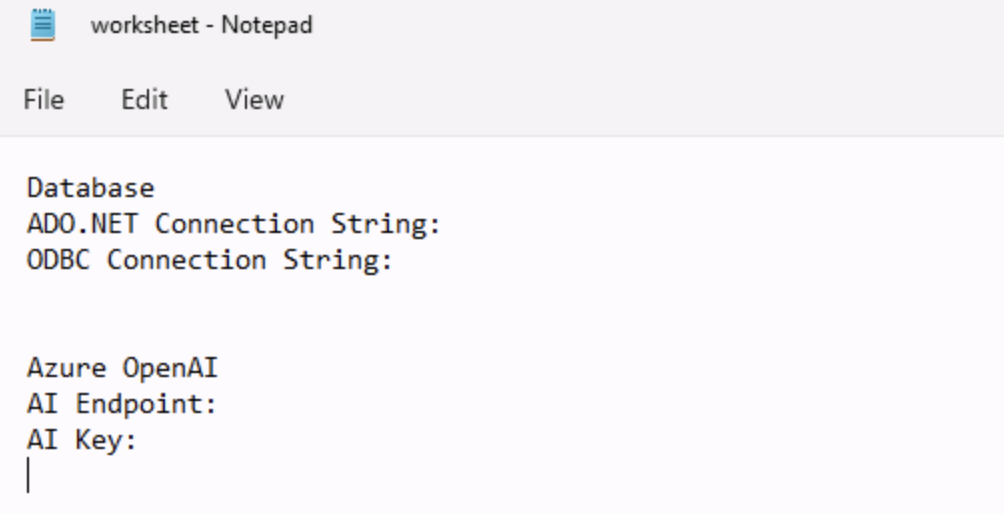 worksheet - Notepad
File Edit View
Database
ADO.NET Connection String:
ODBC Connection String:
Azure OpenAI
AI Endpoint:
AI Key: